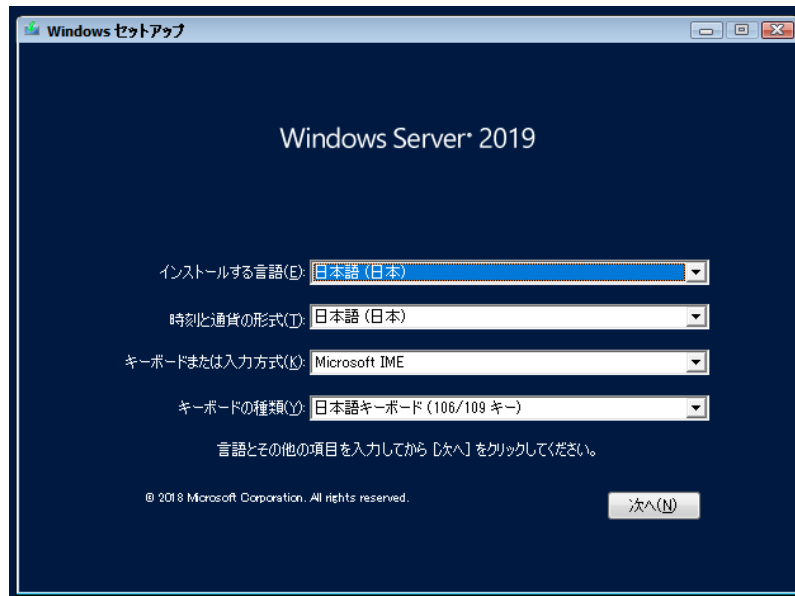 Windows セットアップ
Windows Server® 2019
インストールする言語(E): 日本語 (日本)
時刻と通貨の形式(T): 日本語 (日本)
キーボードまたは入力方式(K): Microsoft IME
キーボードの種類(Y): 日本語キーボード (106/109 キー)
言語とその他の項目を入力してから [次へ] をクリックしてください。
© 2018 Microsoft Corporation. All rights reserved.
次へ(N)